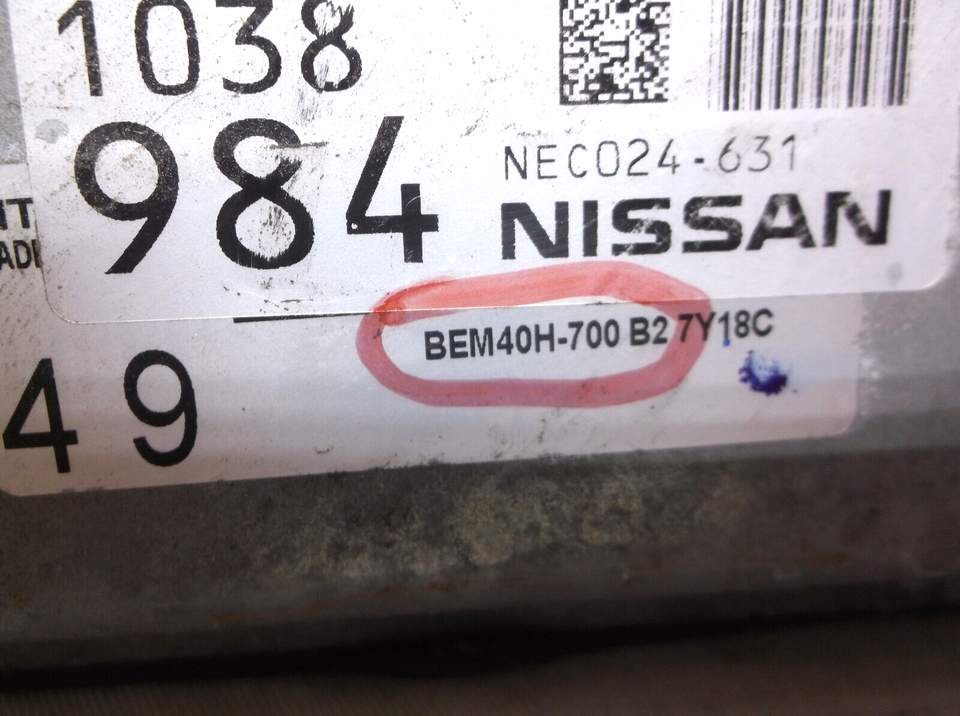 1038
984
NEC024-631
NISSAN
BEM40H-700 B2 7Y18C
49